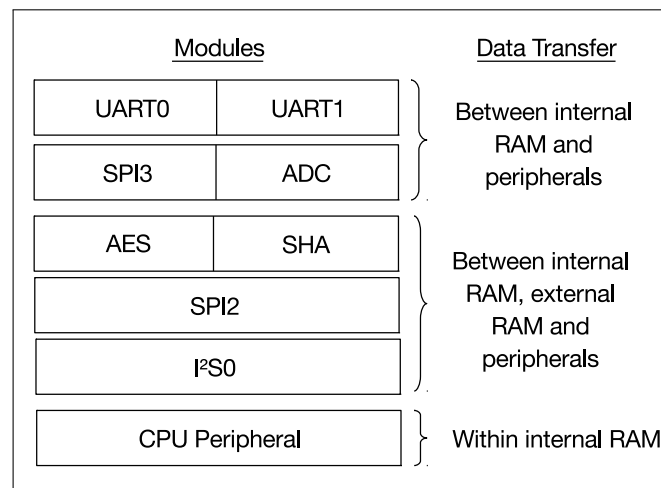 Modules Data Transfer
UART0 UART1
Between internal
RAM and
peripherals
SPI3 ADC
AES SHA
Between internal
RAM, external
RAM and
peripherals
SPI2
I²S0
CPU Peripheral Within internal RAM